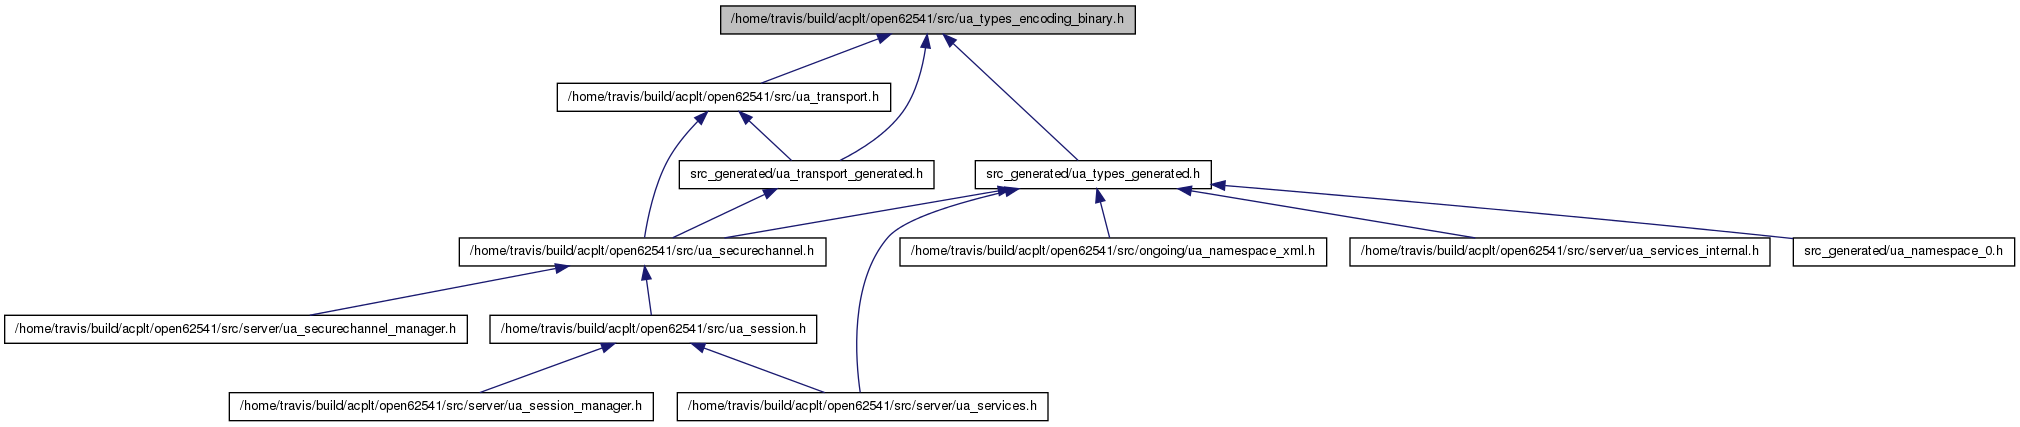 /home/travis/build/acplt/open62541/src/ua_types_encoding_binary.h
/home/travis/build/acplt/open62541/src/ua_transport.h
src_generated/ua_transport_generated.h
src_generated/ua_types_generated.h
/home/travis/build/acplt/open62541/src/ua_securechannel.h
/home/travis/build/acplt/open62541/src/ongoing/ua_namespace_xml.h
/home/travis/build/acplt/open62541/src/server/ua_services_internal.h
src_generated/ua_namespace_0.h
/home/travis/build/acplt/open62541/src/server/ua_securechannel_manager.h
/home/travis/build/acplt/open62541/src/ua_session.h
/home/travis/build/acplt/open62541/src/server/ua_session_manager.h
/home/travis/build/acplt/open62541/src/server/ua_services.h